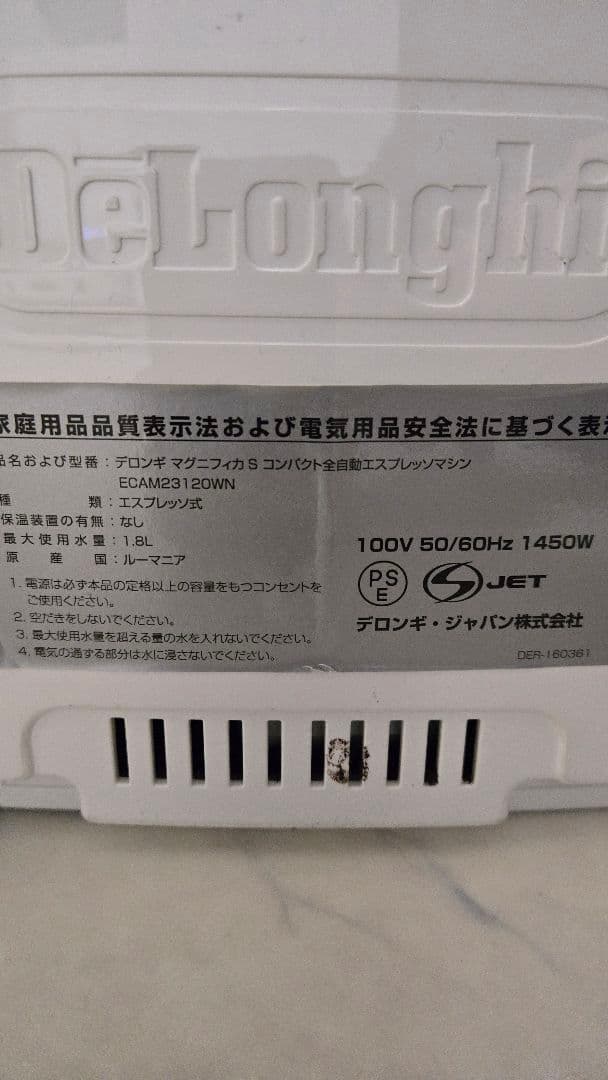 DeLonghi
家庭用品品質表示法および電気用品安全法に基づく表示
品名および型番：デロンギ マグニフィカ S コンパクト全自動エスプレッソマシン
ECAM23120WN
種 類：エスプレッソ式
保温装置の有無：なし
最大使用水量：1.8L
原産国：ルーマニア
1. 電源は必ず本品の定格以上の容量をもつコンセントを
ご使用ください。
2. 空だきをしないでください。
3. 最大使用水量を超える量の水を入れないでください。
4. 電気の通ずる部分は水に浸さないでください。
100V 50/60Hz 1450W
PS
E
S JET
デロンギ・ジャパン株式会社
DER-160361